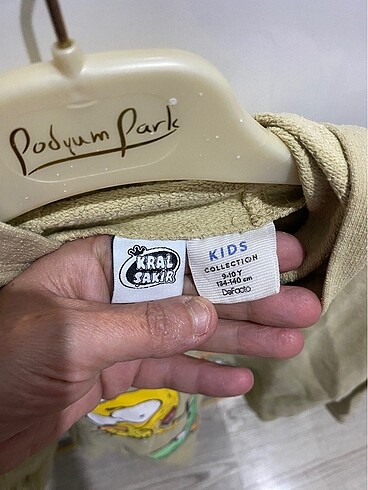 Podyum Park
KRAL
ŞAKİR
KIDS
COLLECTION
9-10 Y
134-140 cm
DeFacto